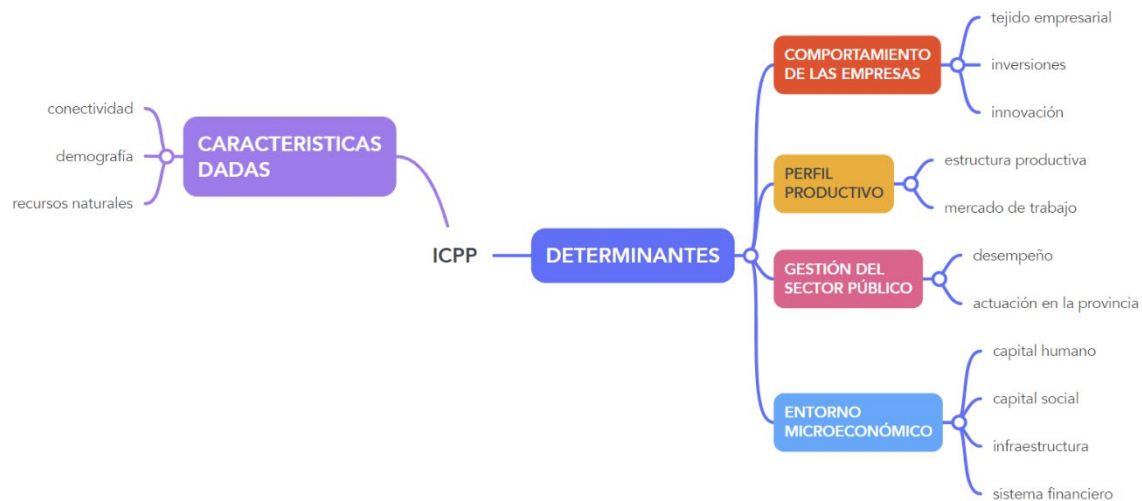 conectividad
demografía
recursos naturales
CARACTERISTICAS
DADAS
ICPP
DETERMINANTES
COMPORTAMIENTO
DE LAS EMPRESAS
tejido empresarial
inversiones
innovación
PERFIL
PRODUCTIVO
estructura productiva
mercado de trabajo
GESTIÓN DEL
SECTOR PÚBLICO
desempeño
actuación en la provincia
ENTORNO
MICROECONÓMICO
capital humano
capital social
infraestructura
sistema financiero